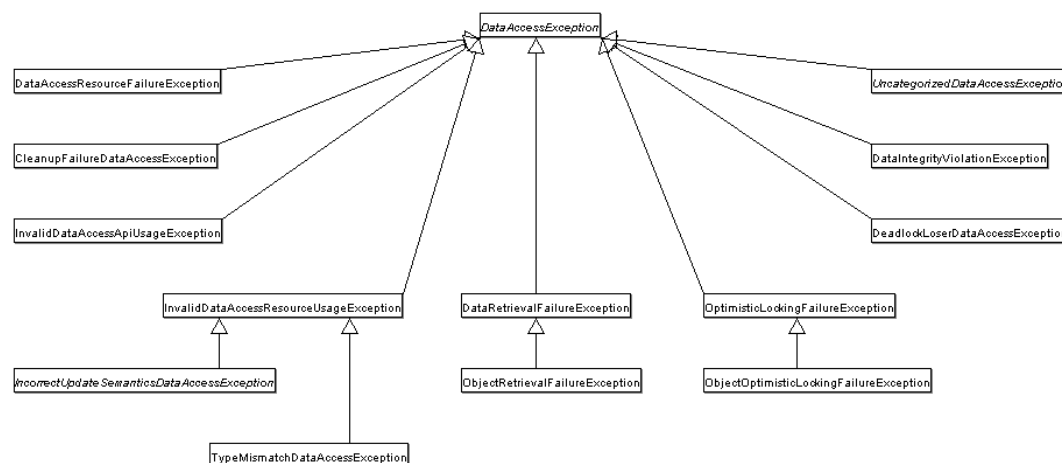 DataAccessException
DataAccessResourceFailureException
UncategorizedDataAccessExceptio
CleanupFailureDataAccessException
DataIntegrityViolationException
InvalidDataAccessApiUsageException
DeadlockLoserDataAccessExceptio
InvalidDataAccessResourceUsageException
DataRetrievalFailureException
OptimisticLockingFailureException
IncorrectUpdateSemanticsDataAccessException
ObjectRetrievalFailureException
ObjectOptimisticLockingFailureException
TypeMismatchDataAccessException